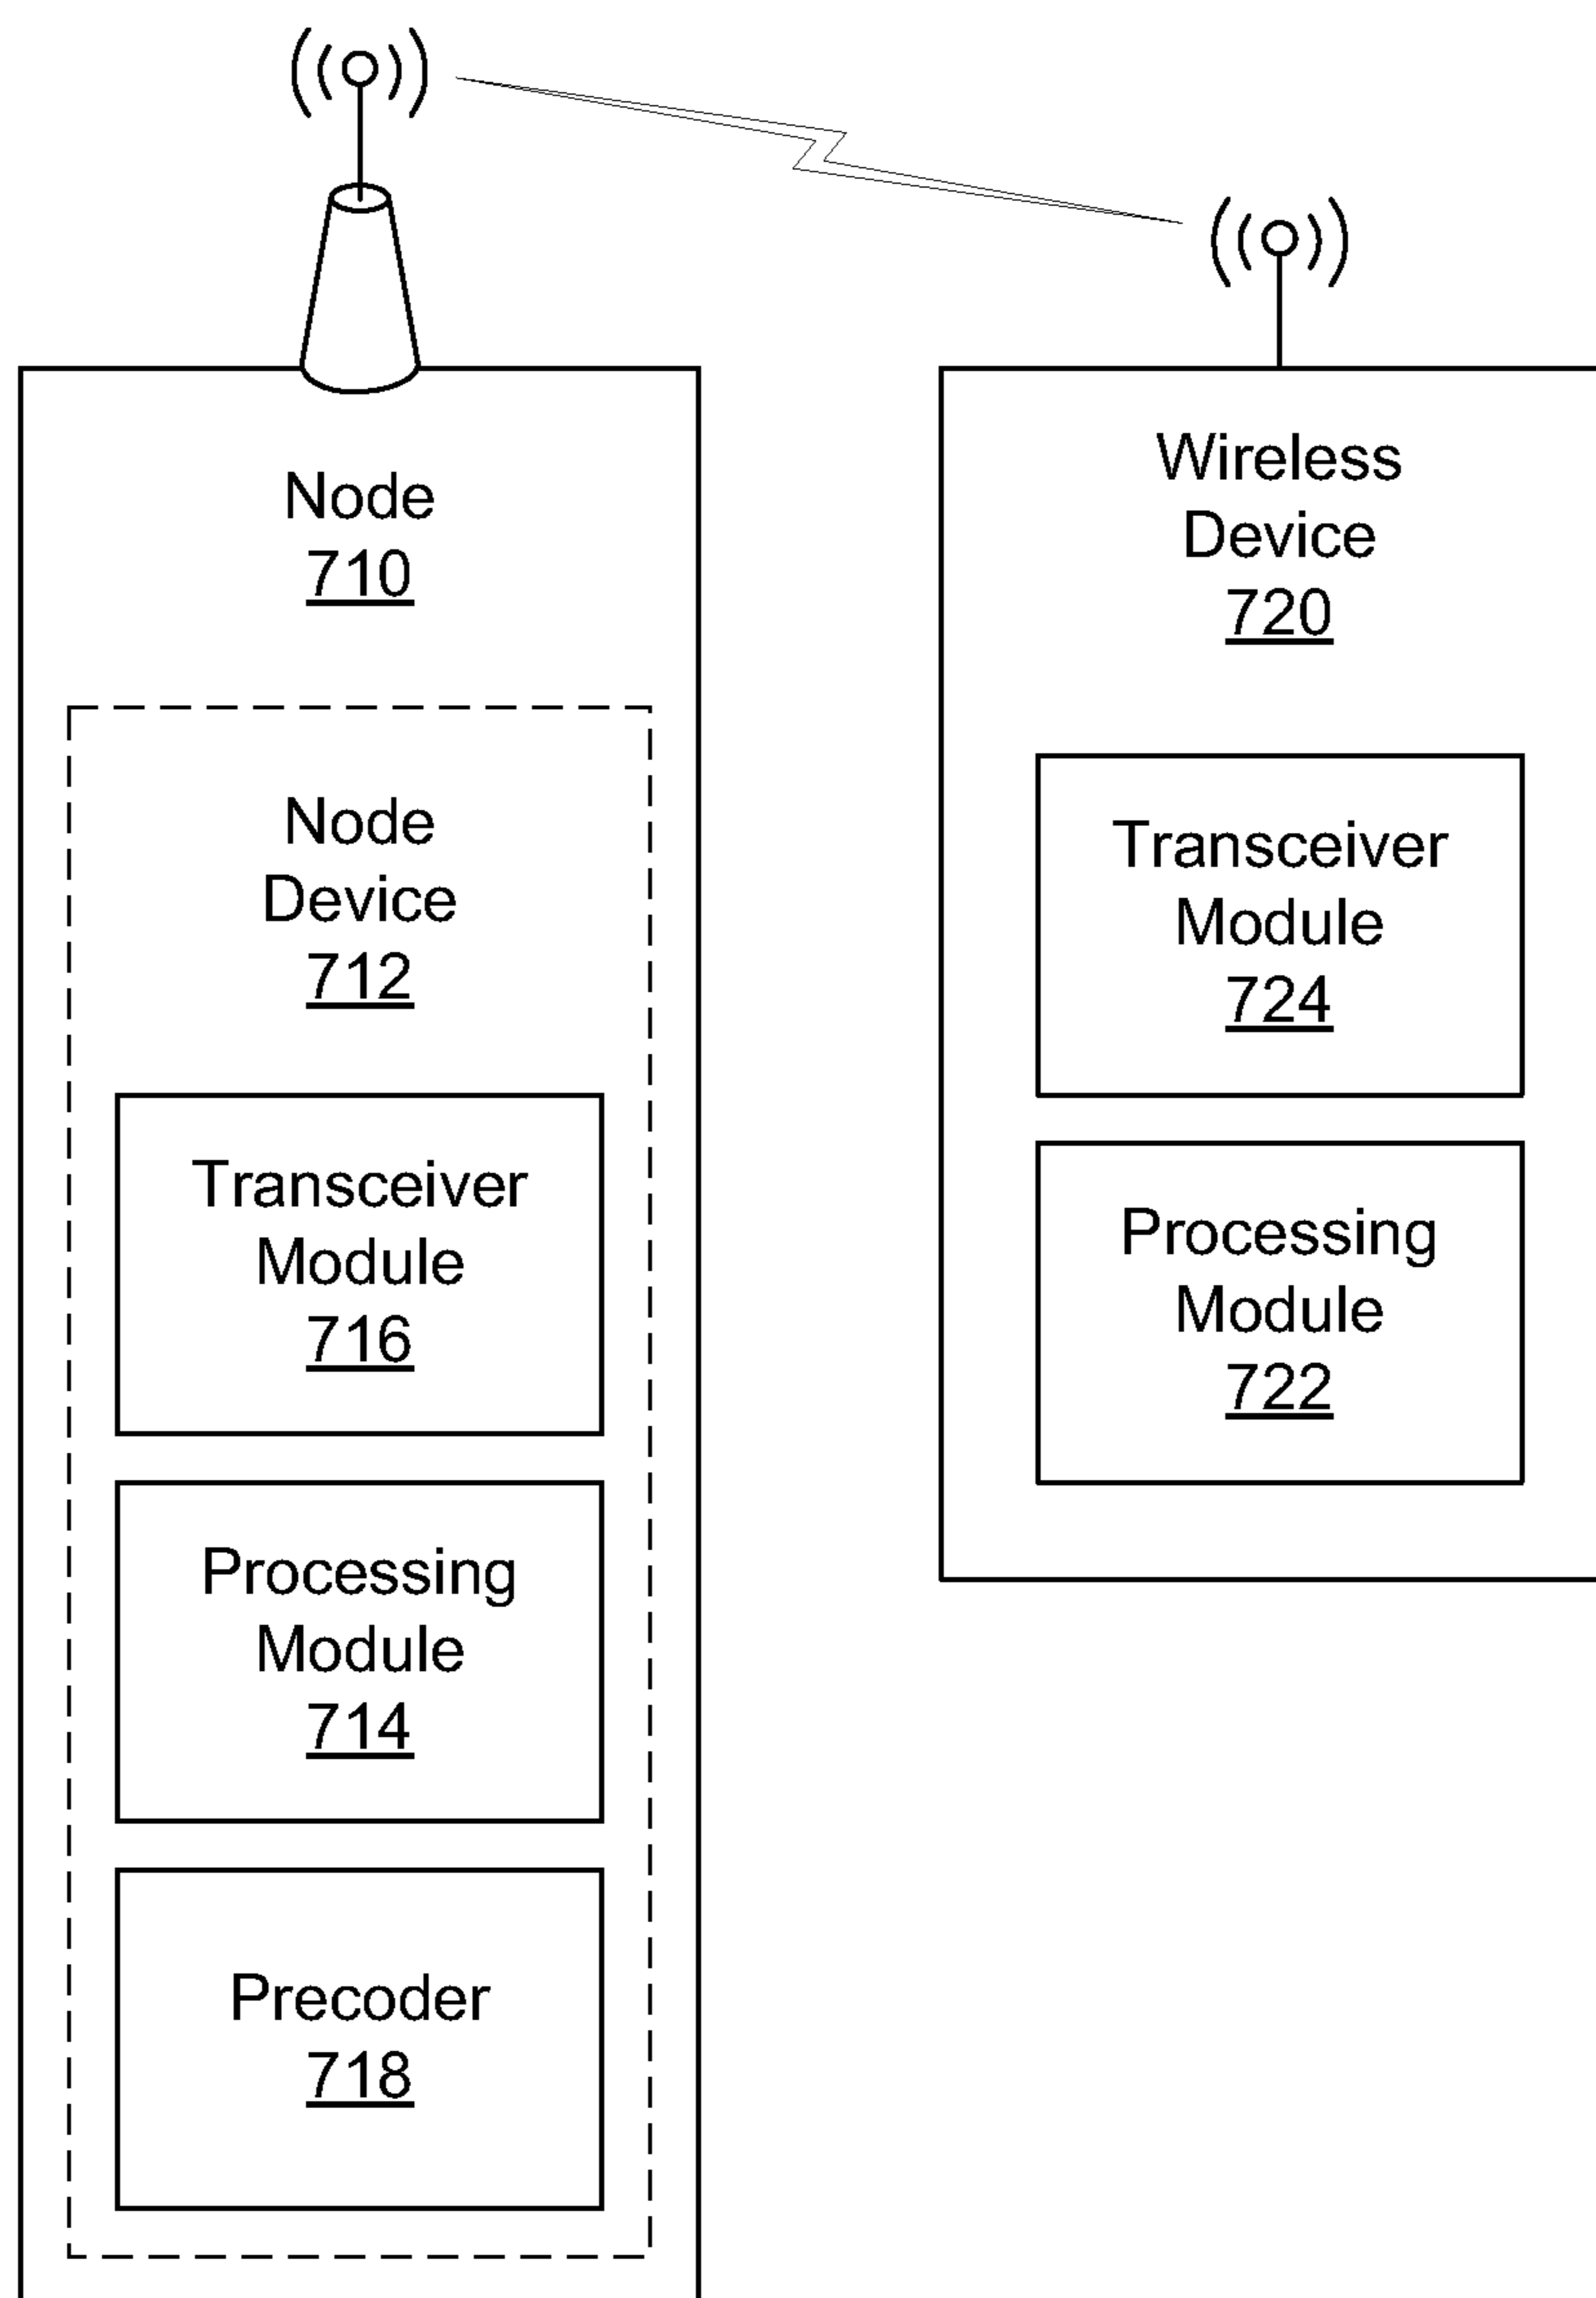 Node
710
Node
Device
712
Transceiver
Module
716
Processing
Module
714
Precoder
718
Wireless
Device
720
Transceiver
Module
724
Processing
Module
722